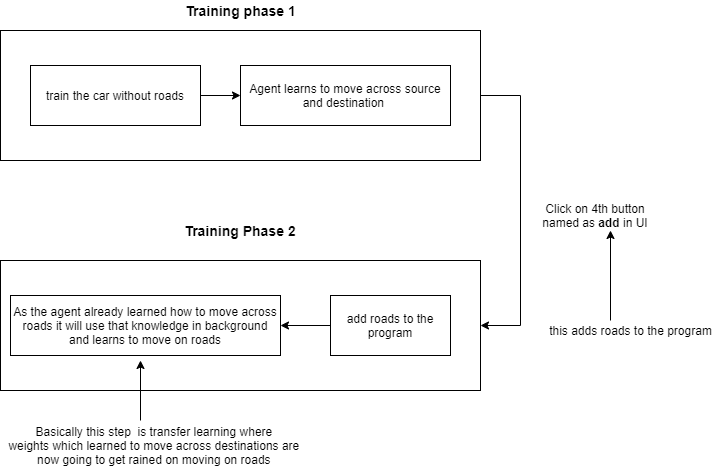 Training phase 1
train the car without roads
Agent learns to move across source
and destination
Click on 4th button
named as add in UI
Training Phase 2
As the agent already learned how to move across
roads it will use that knowledge in background
and learns to move on roads
add roads to the
program
this adds roads to the program
Basically this step  is transfer learning where
weights which learned to move across destinations are
now going to get rained on moving on roads